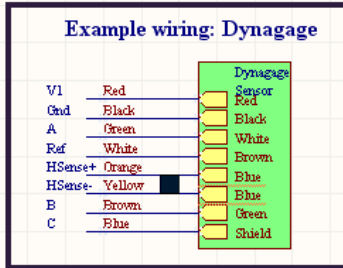 Example wiring: Dynagage
Dynagage
Sensor
V1 Red Red
Gnd Black Black
A Green White
Ref White Brown
HSense+ Orange Blue
HSense- Yellow Blue
B Brown Green
C Blue Shield